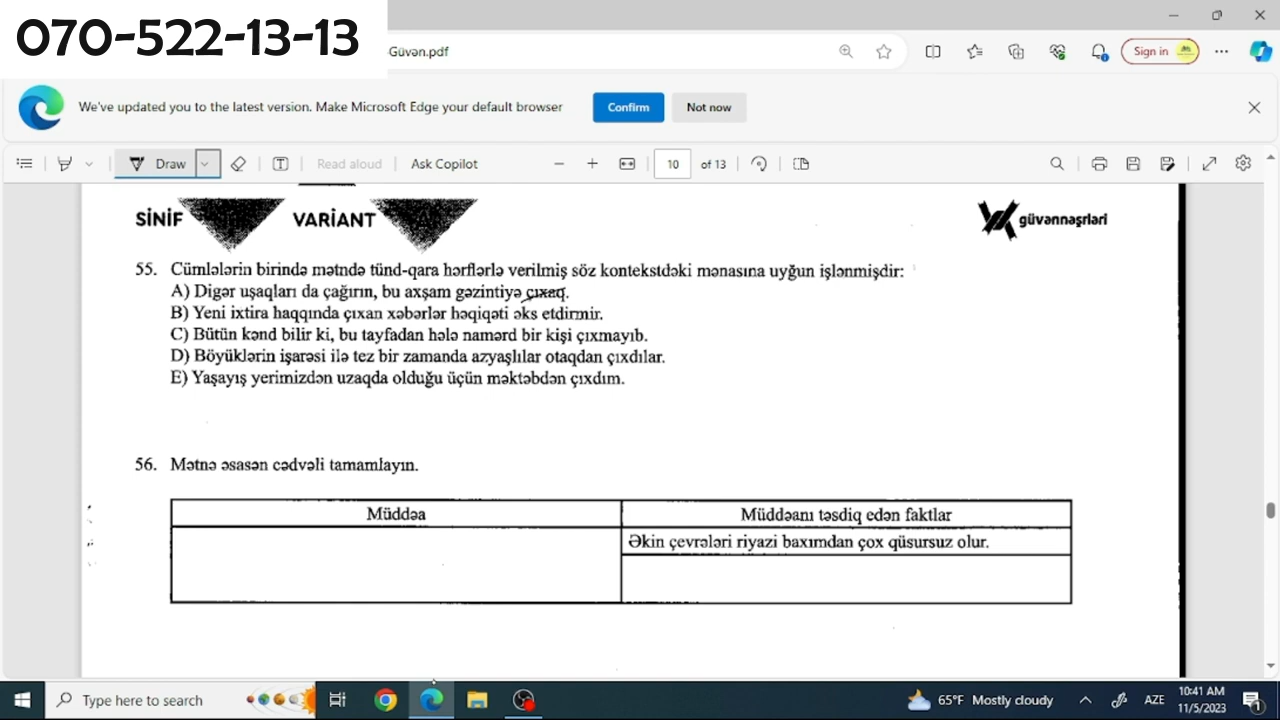 070-522-13-13
-Güvən.pdf
Sign in
We've updated you to the latest version. Make Microsoft Edge your default browser
Confirm
Not now
Draw
Read aloud
Ask Copilot
10
of 13
SİNİF
VARİANT
güvənnəşrləri
55. Cümlələrin birində mətndə tünd-qara hərflərlə verilmiş söz kontekstdəki mənasına uyğun işlənmişdir:
A) Digər uşaqları da çağırın, bu axşam gəzintiyə çıxaq.
B) Yeni ixtira haqqında çıxan xəbərlər həqiqəti əks etdirmir.
C) Bütün kənd bilir ki, bu tayfadan hələ namərd bir kişi çıxmayıb.
D) Böyüklərin işarəsi ilə tez bir zamanda azyaşlılar otaqdan çıxdılar.
E) Yaşayış yerimizdən uzaqda olduğu üçün məktəbdən çıxdım.
56. Mətnə əsasən cədvəli tamamlayın.
Müddəa
Müddəanı təsdiq edən faktlar
Əkin çevrələri riyazi baxımdan çox qüsursuz olur.
Type here to search
65°F Mostly cloudy
AZE
10:41 AM
11/5/2023
1